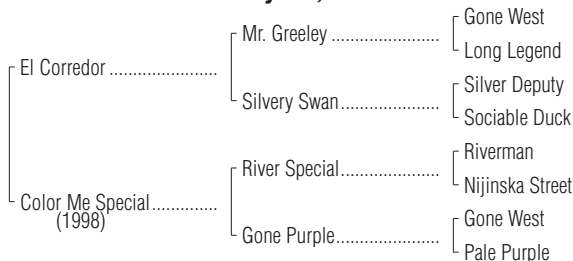 Gone West
Mr. Greeley ...................
Long Legend
El Corredor ......................
Silver Deputy
Silvery Swan....................
Sociable Duck
Riverman
River Special....................
Nijinska Street
Color Me Special.............
(1998)
Gone West
Gone Purple....................
Pale Purple